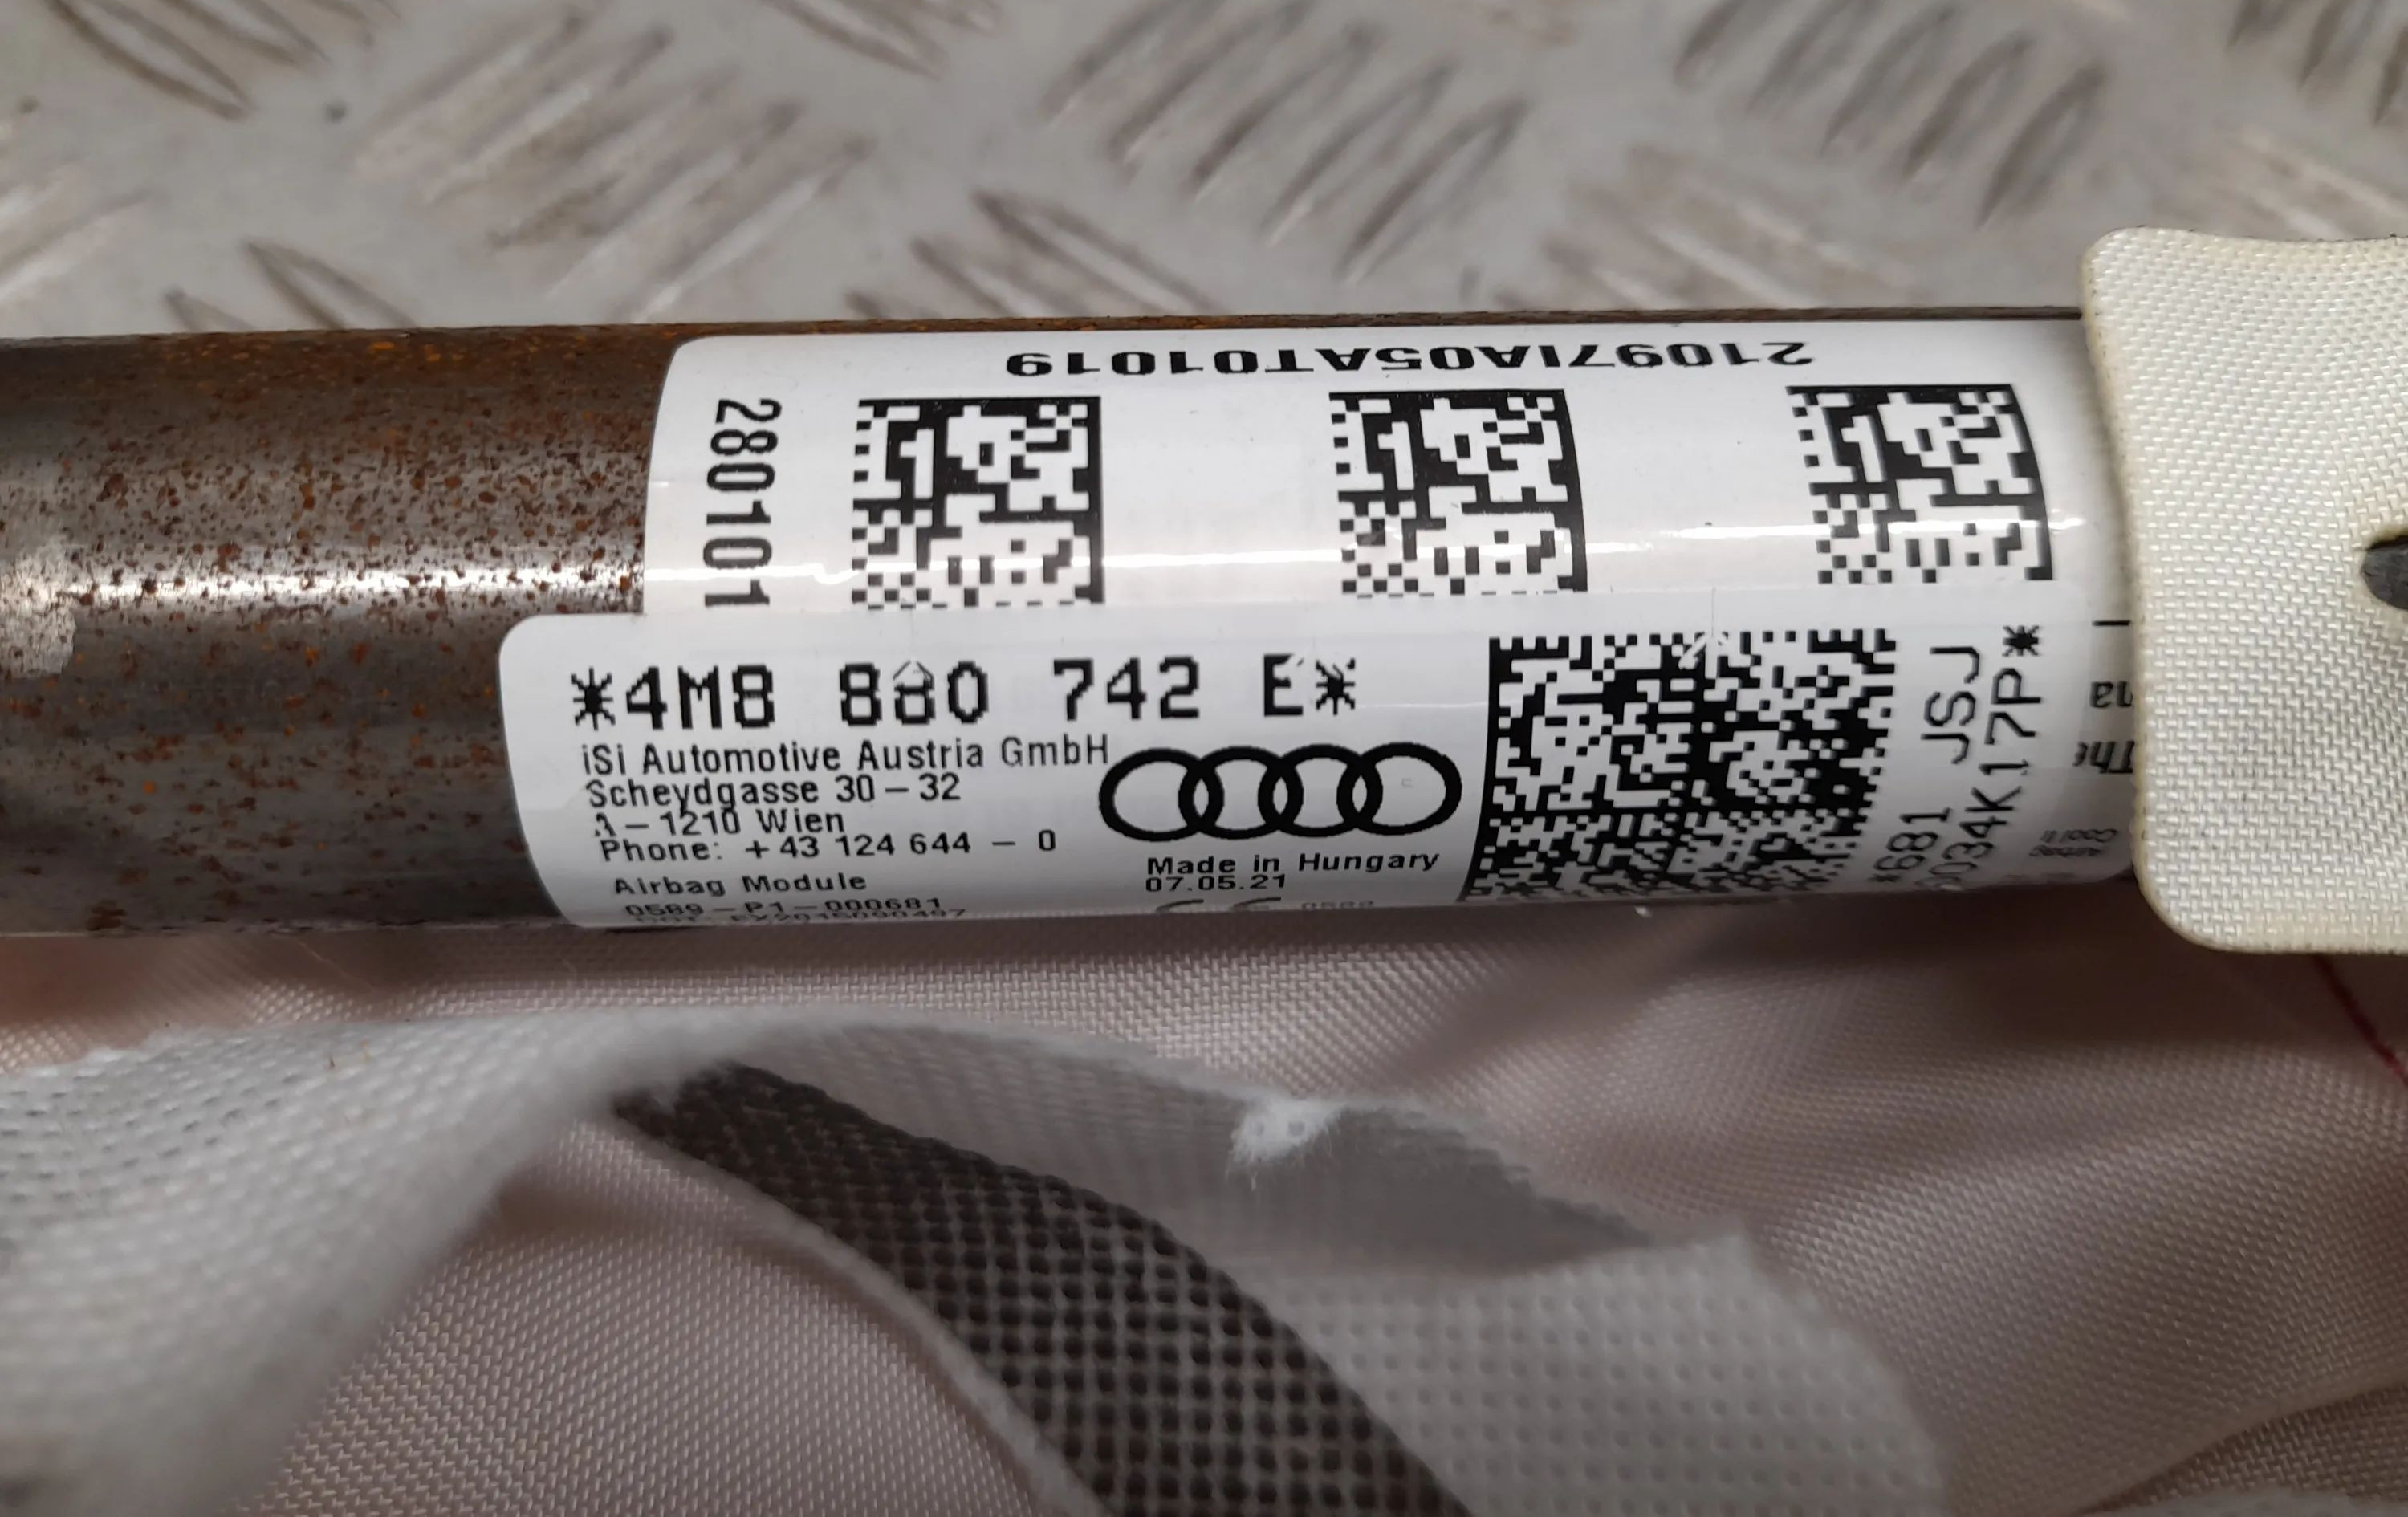 21097IA05AT01019
2801101
*4M8 880 742 E*
iSi Automotive Austria GmbH
Scheydgasse 30-32
A-1210 Wien
Phone: +43 124 644 - 0
Made in Hungary
07.05.21
Airbag Module
0589-P1-000681
*681 JSJ
034K17P*